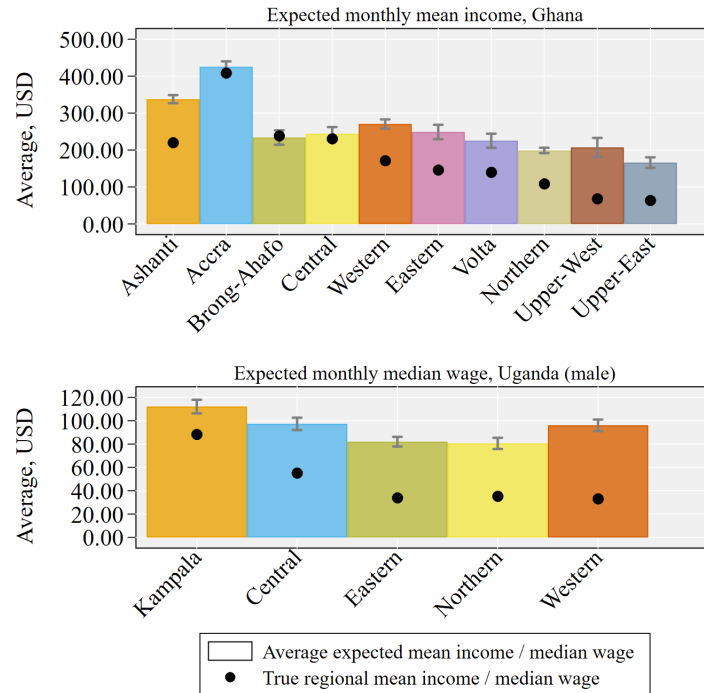 Expected monthly mean income, Ghana
Average, USD
500.00
400.00
300.00
200.00
100.00
0.00
Ashanti
Accra
Brong-Ahafo
Central
Western
Eastern
Volta
Northern
Upper-West
Upper-East
Expected monthly median wage, Uganda (male)
Average, USD
120.00
100.00
80.00
60.00
40.00
20.00
0.00
Kampala
Central
Eastern
Northern
Western
Average expected mean income / median wage
True regional mean income / median wage